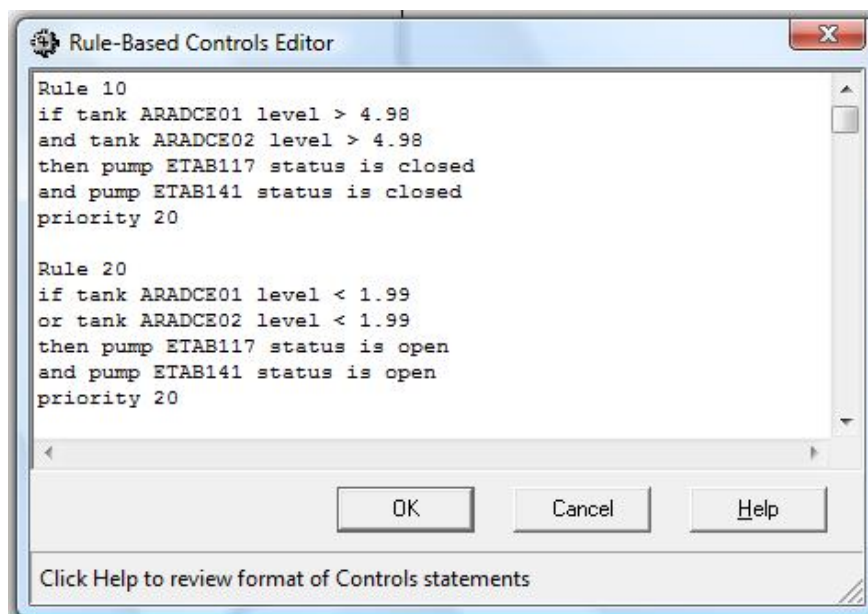 Rule-Based Controls Editor
Rule 10
if tank ARADCE01 level > 4.98
and tank ARADCE02 level > 4.98
then pump ETAB117 status is closed
and pump ETAB141 status is closed
priority 20
Rule 20
if tank ARADCE01 level < 1.99
or tank ARADCE02 level < 1.99
then pump ETAB117 status is open
and pump ETAB141 status is open
priority 20
OK Cancel Help
Click Help to review format of Controls statements